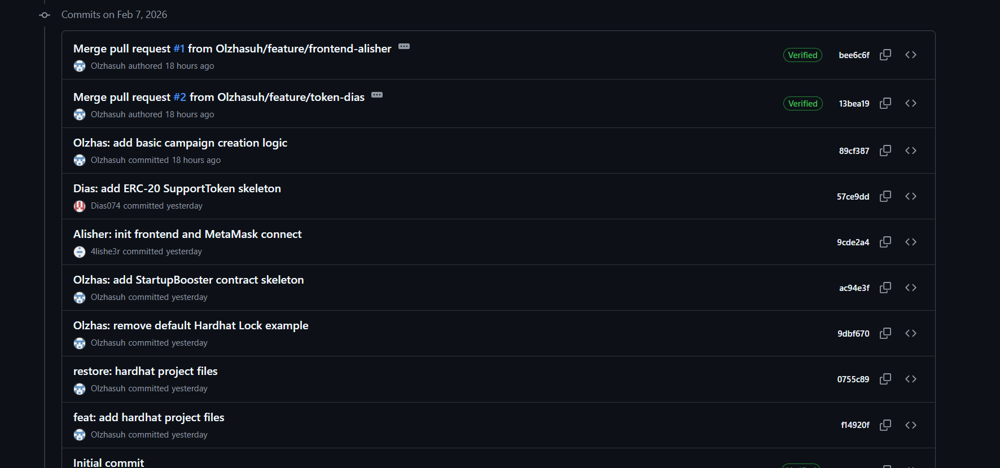 Commits on Feb 7, 2026
Merge pull request #1 from Olzhasuh/feature/frontend-alisher
Olzhasuh authored 18 hours ago
Verified
bee6c6f
Merge pull request #2 from Olzhasuh/feature/token-dias
Olzhasuh authored 18 hours ago
Verified
13bea19
Olzhas: add basic campaign creation logic
Olzhasuh committed 18 hours ago
89cf387
Dias: add ERC-20 SupportToken skeleton
Dias074 committed yesterday
57ce9dd
Alisher: init frontend and MetaMask connect
4lishe3r committed yesterday
9cde2a4
Olzhas: add StartupBooster contract skeleton
Olzhasuh committed yesterday
ac94e3f
Olzhas: remove default Hardhat Lock example
Olzhasuh committed yesterday
9dbf670
restore: hardhat project files
Olzhasuh committed yesterday
0755c89
feat: add hardhat project files
Olzhasuh committed yesterday
f14920f
Initial commit